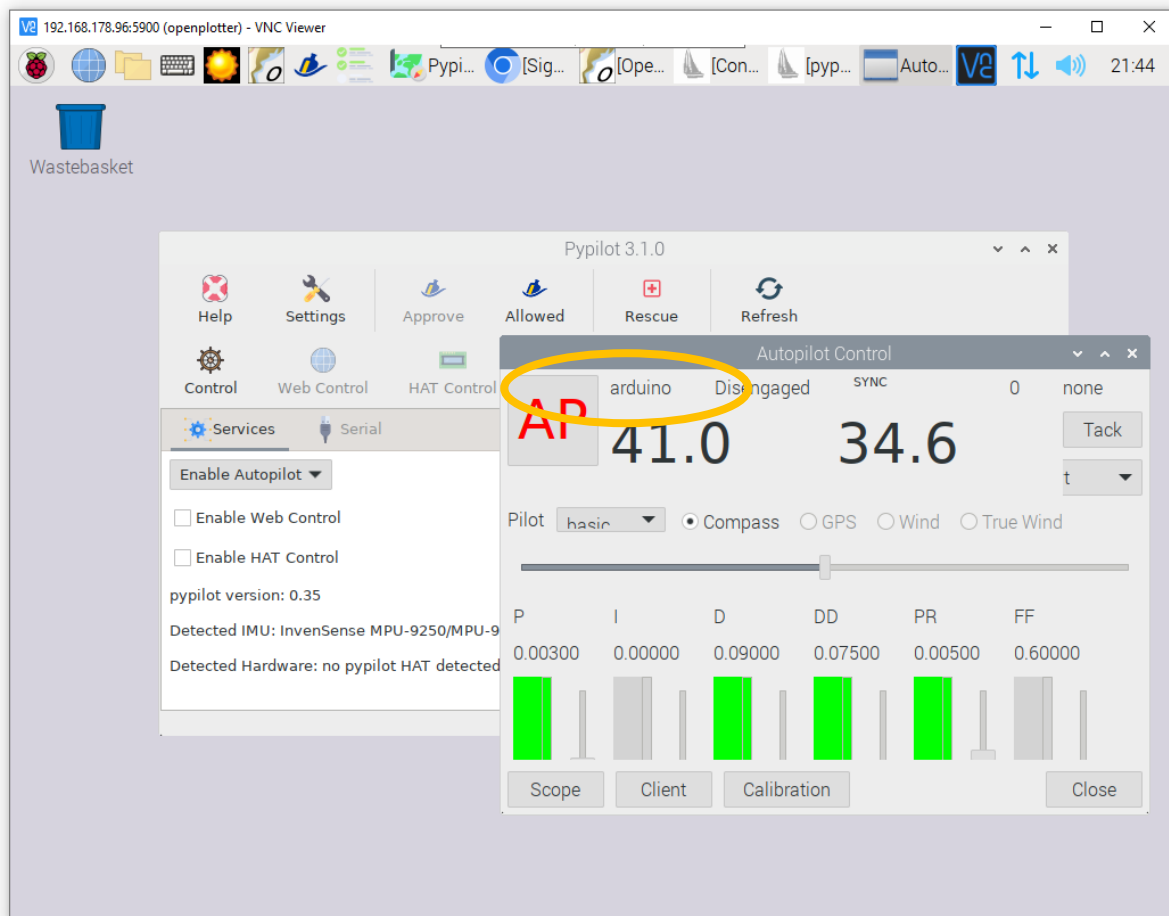 192.168.178.96:5900 (openplotter) - VNC Viewer
Pypi... [Sig... [Ope... [Con... [pyp... Auto... 21:44
Wastebasket
Pypilot 3.1.0
Help Settings Approve Allowed Rescue Refresh
Control Web Control HAT Control
Services Serial
Enable Autopilot
Enable Web Control
Enable HAT Control
pypilot version: 0.35
Detected IMU: InvenSense MPU-9250/MPU-9
Detected Hardware: no pypilot HAT detected
Autopilot Control
AP arduino Disengaged SYNC 0 none
41.0 34.6 Tack
t
Pilot basic Compass GPS Wind True Wind
P I D DD PR FF
0.00300 0.00000 0.09000 0.07500 0.00500 0.60000
Scope Client Calibration Close